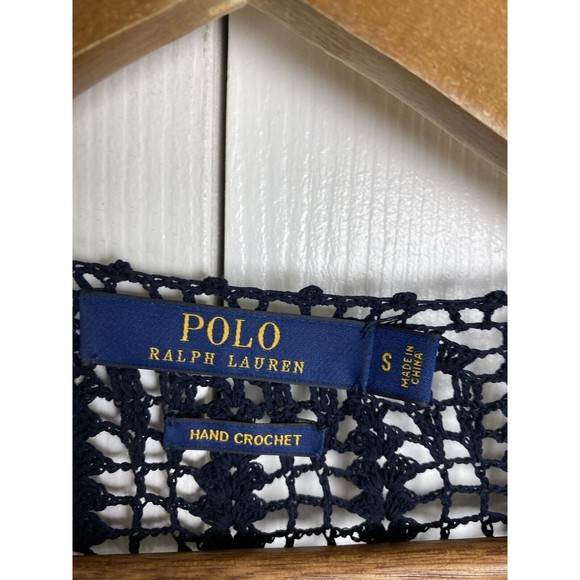 POLO
RALPH LAUREN
S
MADE IN
CHINA
HAND CROCHET